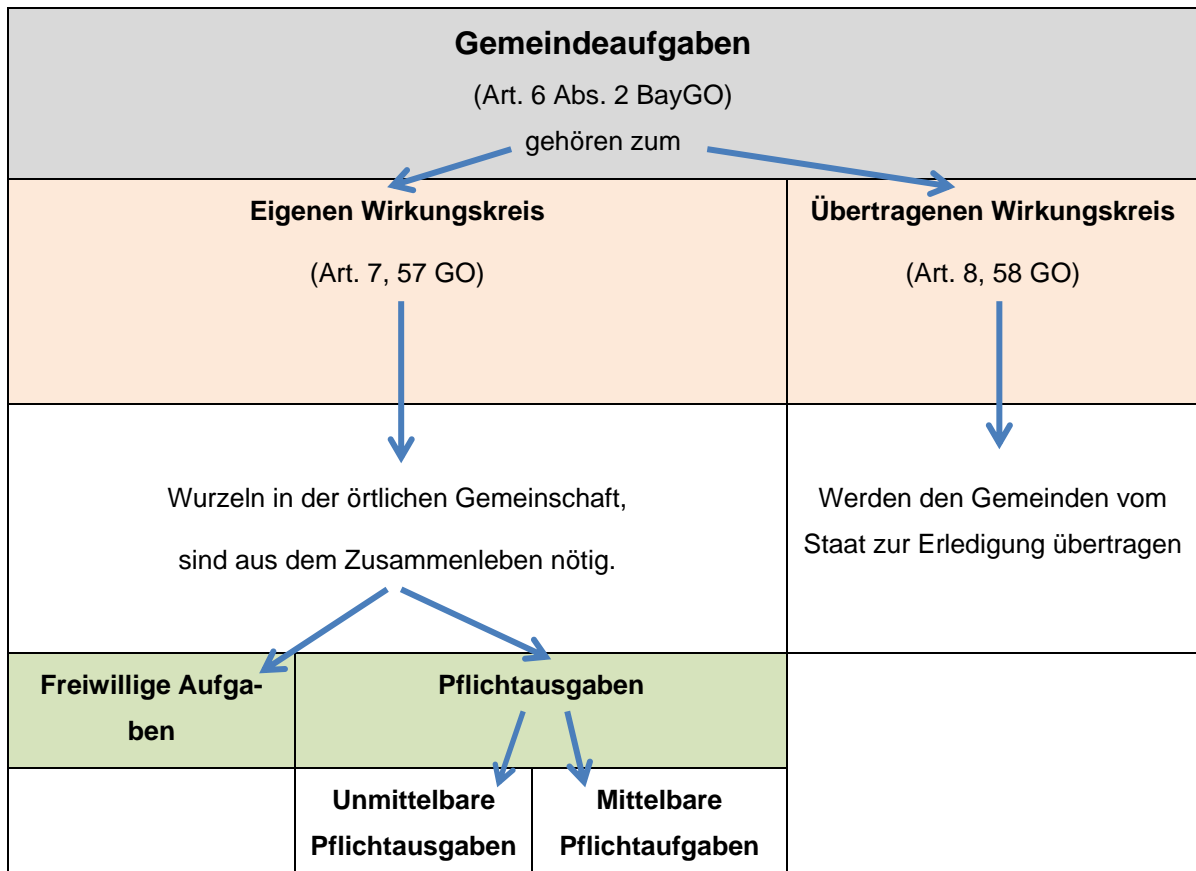 Gemeindeaufgaben
(Art. 6 Abs. 2 BayGO)
gehören zum
Eigenen Wirkungskreis
(Art. 7, 57 GO)
Übertragenen Wirkungskreis
(Art. 8, 58 GO)
Wurzeln in der örtlichen Gemeinschaft,
sind aus dem Zusammenleben nötig.
Werden den Gemeinden vom
Staat zur Erledigung übertragen
Freiwillige Aufga-
ben
Pflichtausgaben
Unmittelbare
Pflichtausgaben
Mittelbare
Pflichtaufgaben